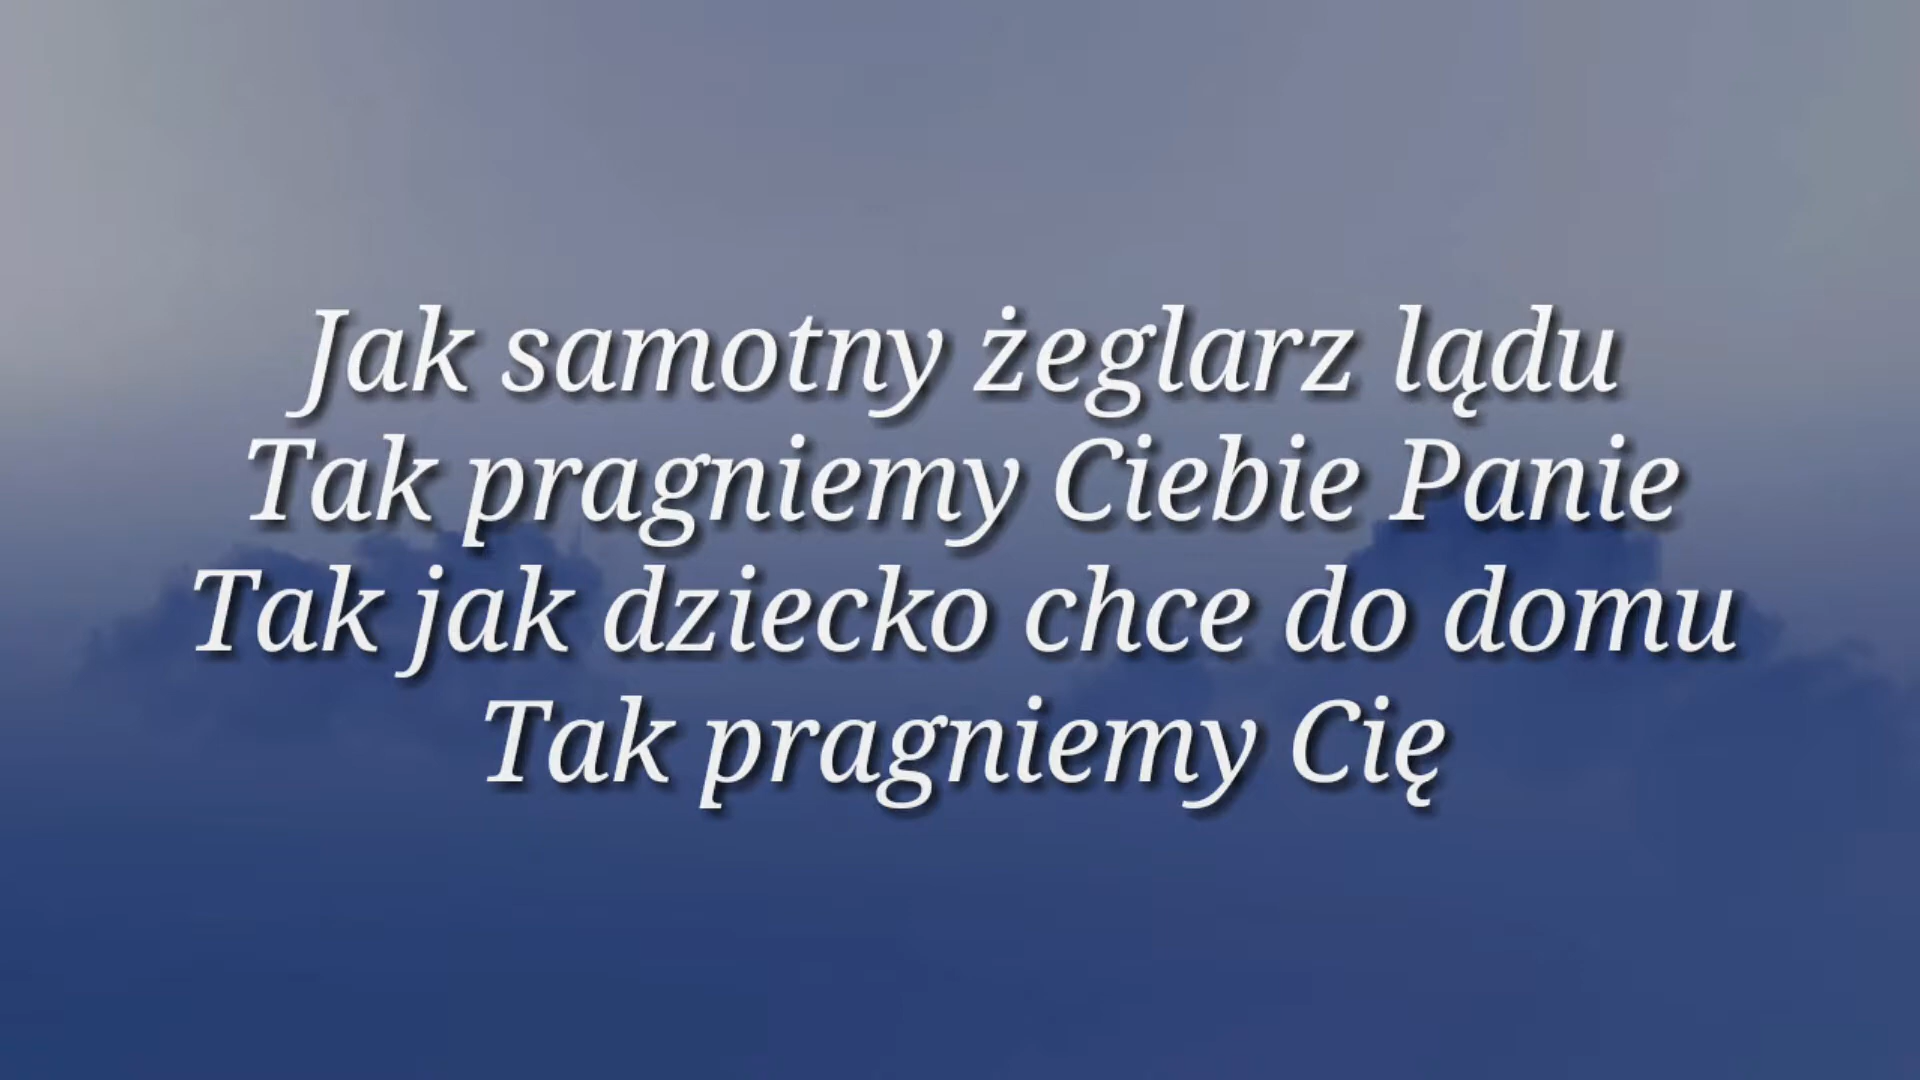 Jak samotny żeglarz lądu
Tak pragniemy Ciebie Panie
Tak jak dziecko chce do domu
Tak pragniemy Cię